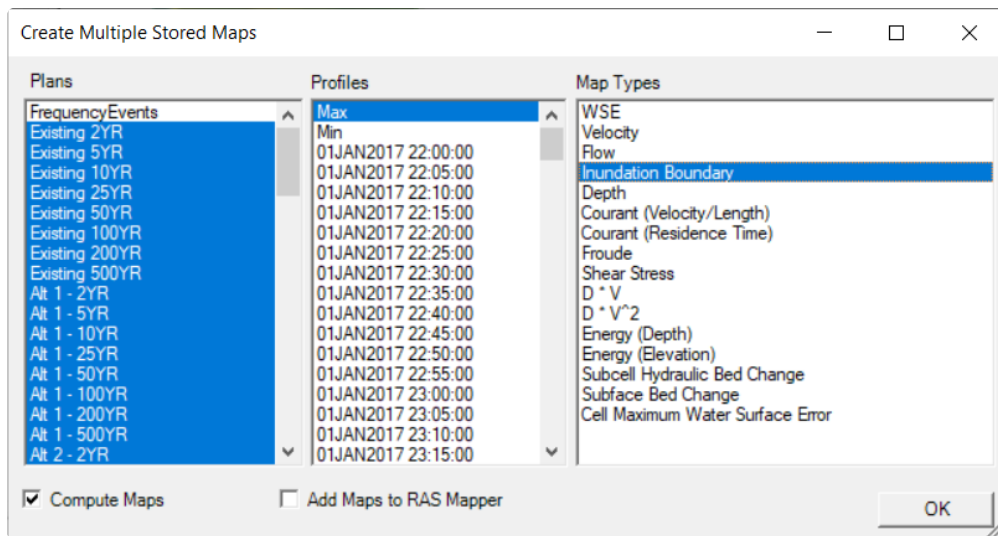 Create Multiple Stored Maps
Plans
FrequencyEvents
Existing 2YR
Existing 5YR
Existing 10YR
Existing 25YR
Existing 50YR
Existing 100YR
Existing 200YR
Existing 500YR
Alt 1 - 2YR
Alt 1 - 5YR
Alt 1 - 10YR
Alt 1 - 25YR
Alt 1 - 50YR
Alt 1 - 100YR
Alt 1 - 200YR
Alt 1 - 500YR
Alt 2 - 2YR
Profiles
Max
Min
01JAN2017 22:00:00
01JAN2017 22:05:00
01JAN2017 22:10:00
01JAN2017 22:15:00
01JAN2017 22:20:00
01JAN2017 22:25:00
01JAN2017 22:30:00
01JAN2017 22:35:00
01JAN2017 22:40:00
01JAN2017 22:45:00
01JAN2017 22:50:00
01JAN2017 22:55:00
01JAN2017 23:00:00
01JAN2017 23:05:00
01JAN2017 23:10:00
01JAN2017 23:15:00
Map Types
WSE
Velocity
Flow
Inundation Boundary
Depth
Courant (Velocity/Length)
Courant (Residence Time)
Froude
Shear Stress
D * V
D * V^2
Energy (Depth)
Energy (Elevation)
Subcell Hydraulic Bed Change
Subface Bed Change
Cell Maximum Water Surface Error
Compute Maps
Add Maps to RAS Mapper
OK